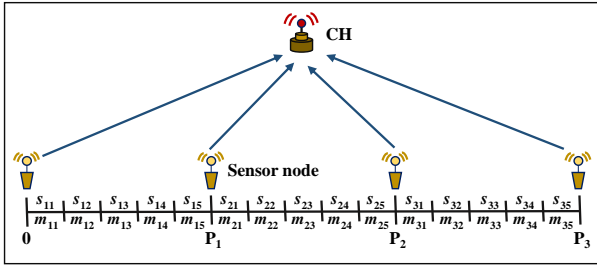 CH
Sensor node
s11 s12 s13 s14 s15 s21 s22 s23 s24 s25 s31 s32 s33 s34 s35
m11 m12 m13 m14 m15 m21 m22 m23 m24 m25 m31 m32 m33 m34 m35
0 P1 P2 P3